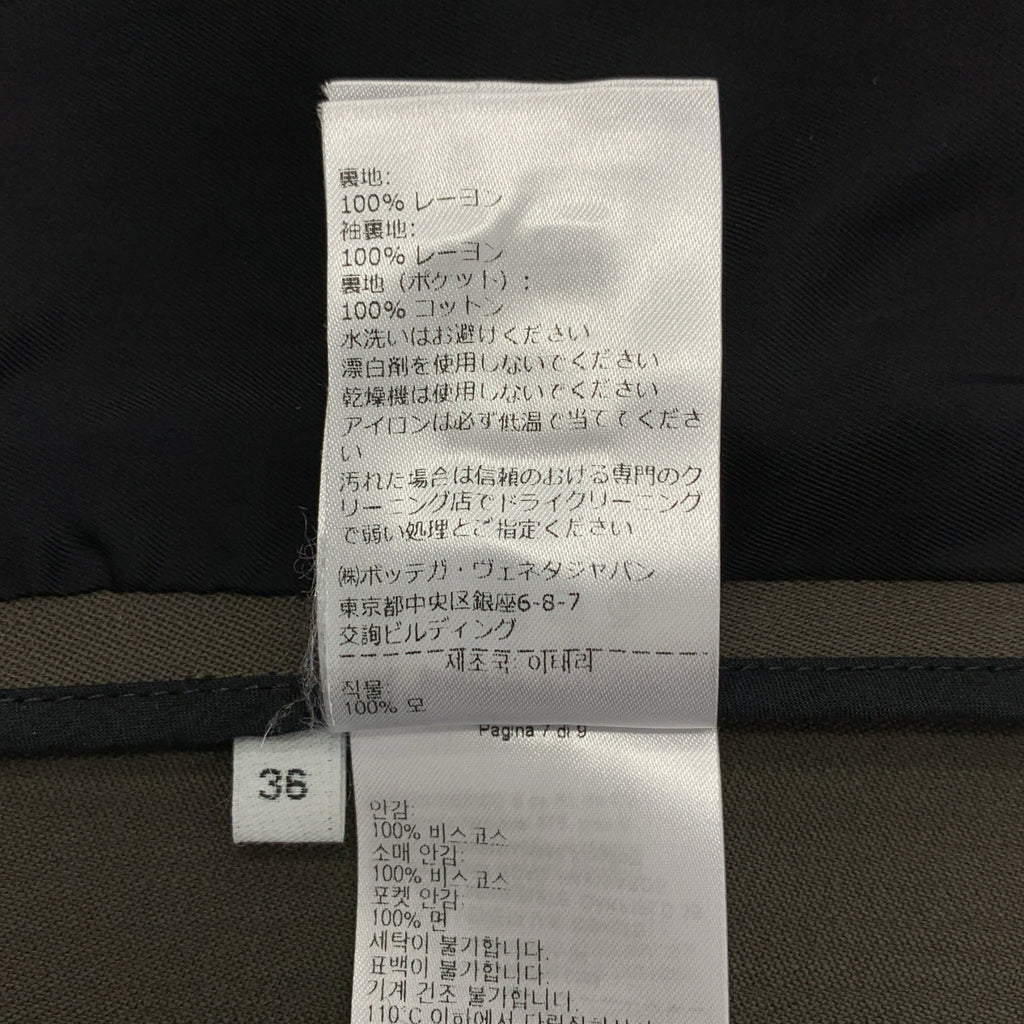 裏地:
100% レーヨン
袖裏地:
100% レーヨン
裏地 (ポケット) :
100% コットン
水洗いはお避けください
漂白剤を使用しないでください
乾燥機は使用しないでください
アイロンは必ず低温で当ててくださ
い
汚れた場合は信頼のおける専門のク
リーニング店でドライクリーニング
で弱い処理とご指定ください
㈱ボッテガ・ヴェネタジャパン
東京都中央区銀座6-8-7
交詢ビルディング
제조국: 이태리
직물:
100% 모
Pagina 7 di 9
36
안감:
100% 비스코스
소매 안감:
100% 비스코스
포켓 안감:
100% 면
세탁이 불가합니다.
표백이 불가합니다.
기계 건조 불가합니다.
110°C 이하에서